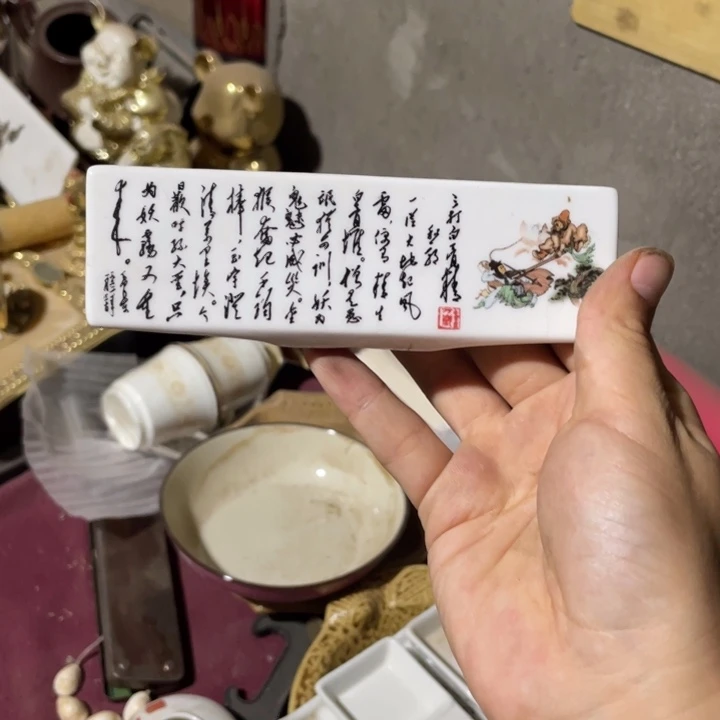 三打白骨精
一从大地起风
雷,便有精生
白骨堆。僧是愚
氓犹可训,妖为
鬼蜮必成灾。金
猴奋起千钧
棒,玉宇澄
清万里埃。今
日欢呼孙大圣只
缘妖雾又重
来。